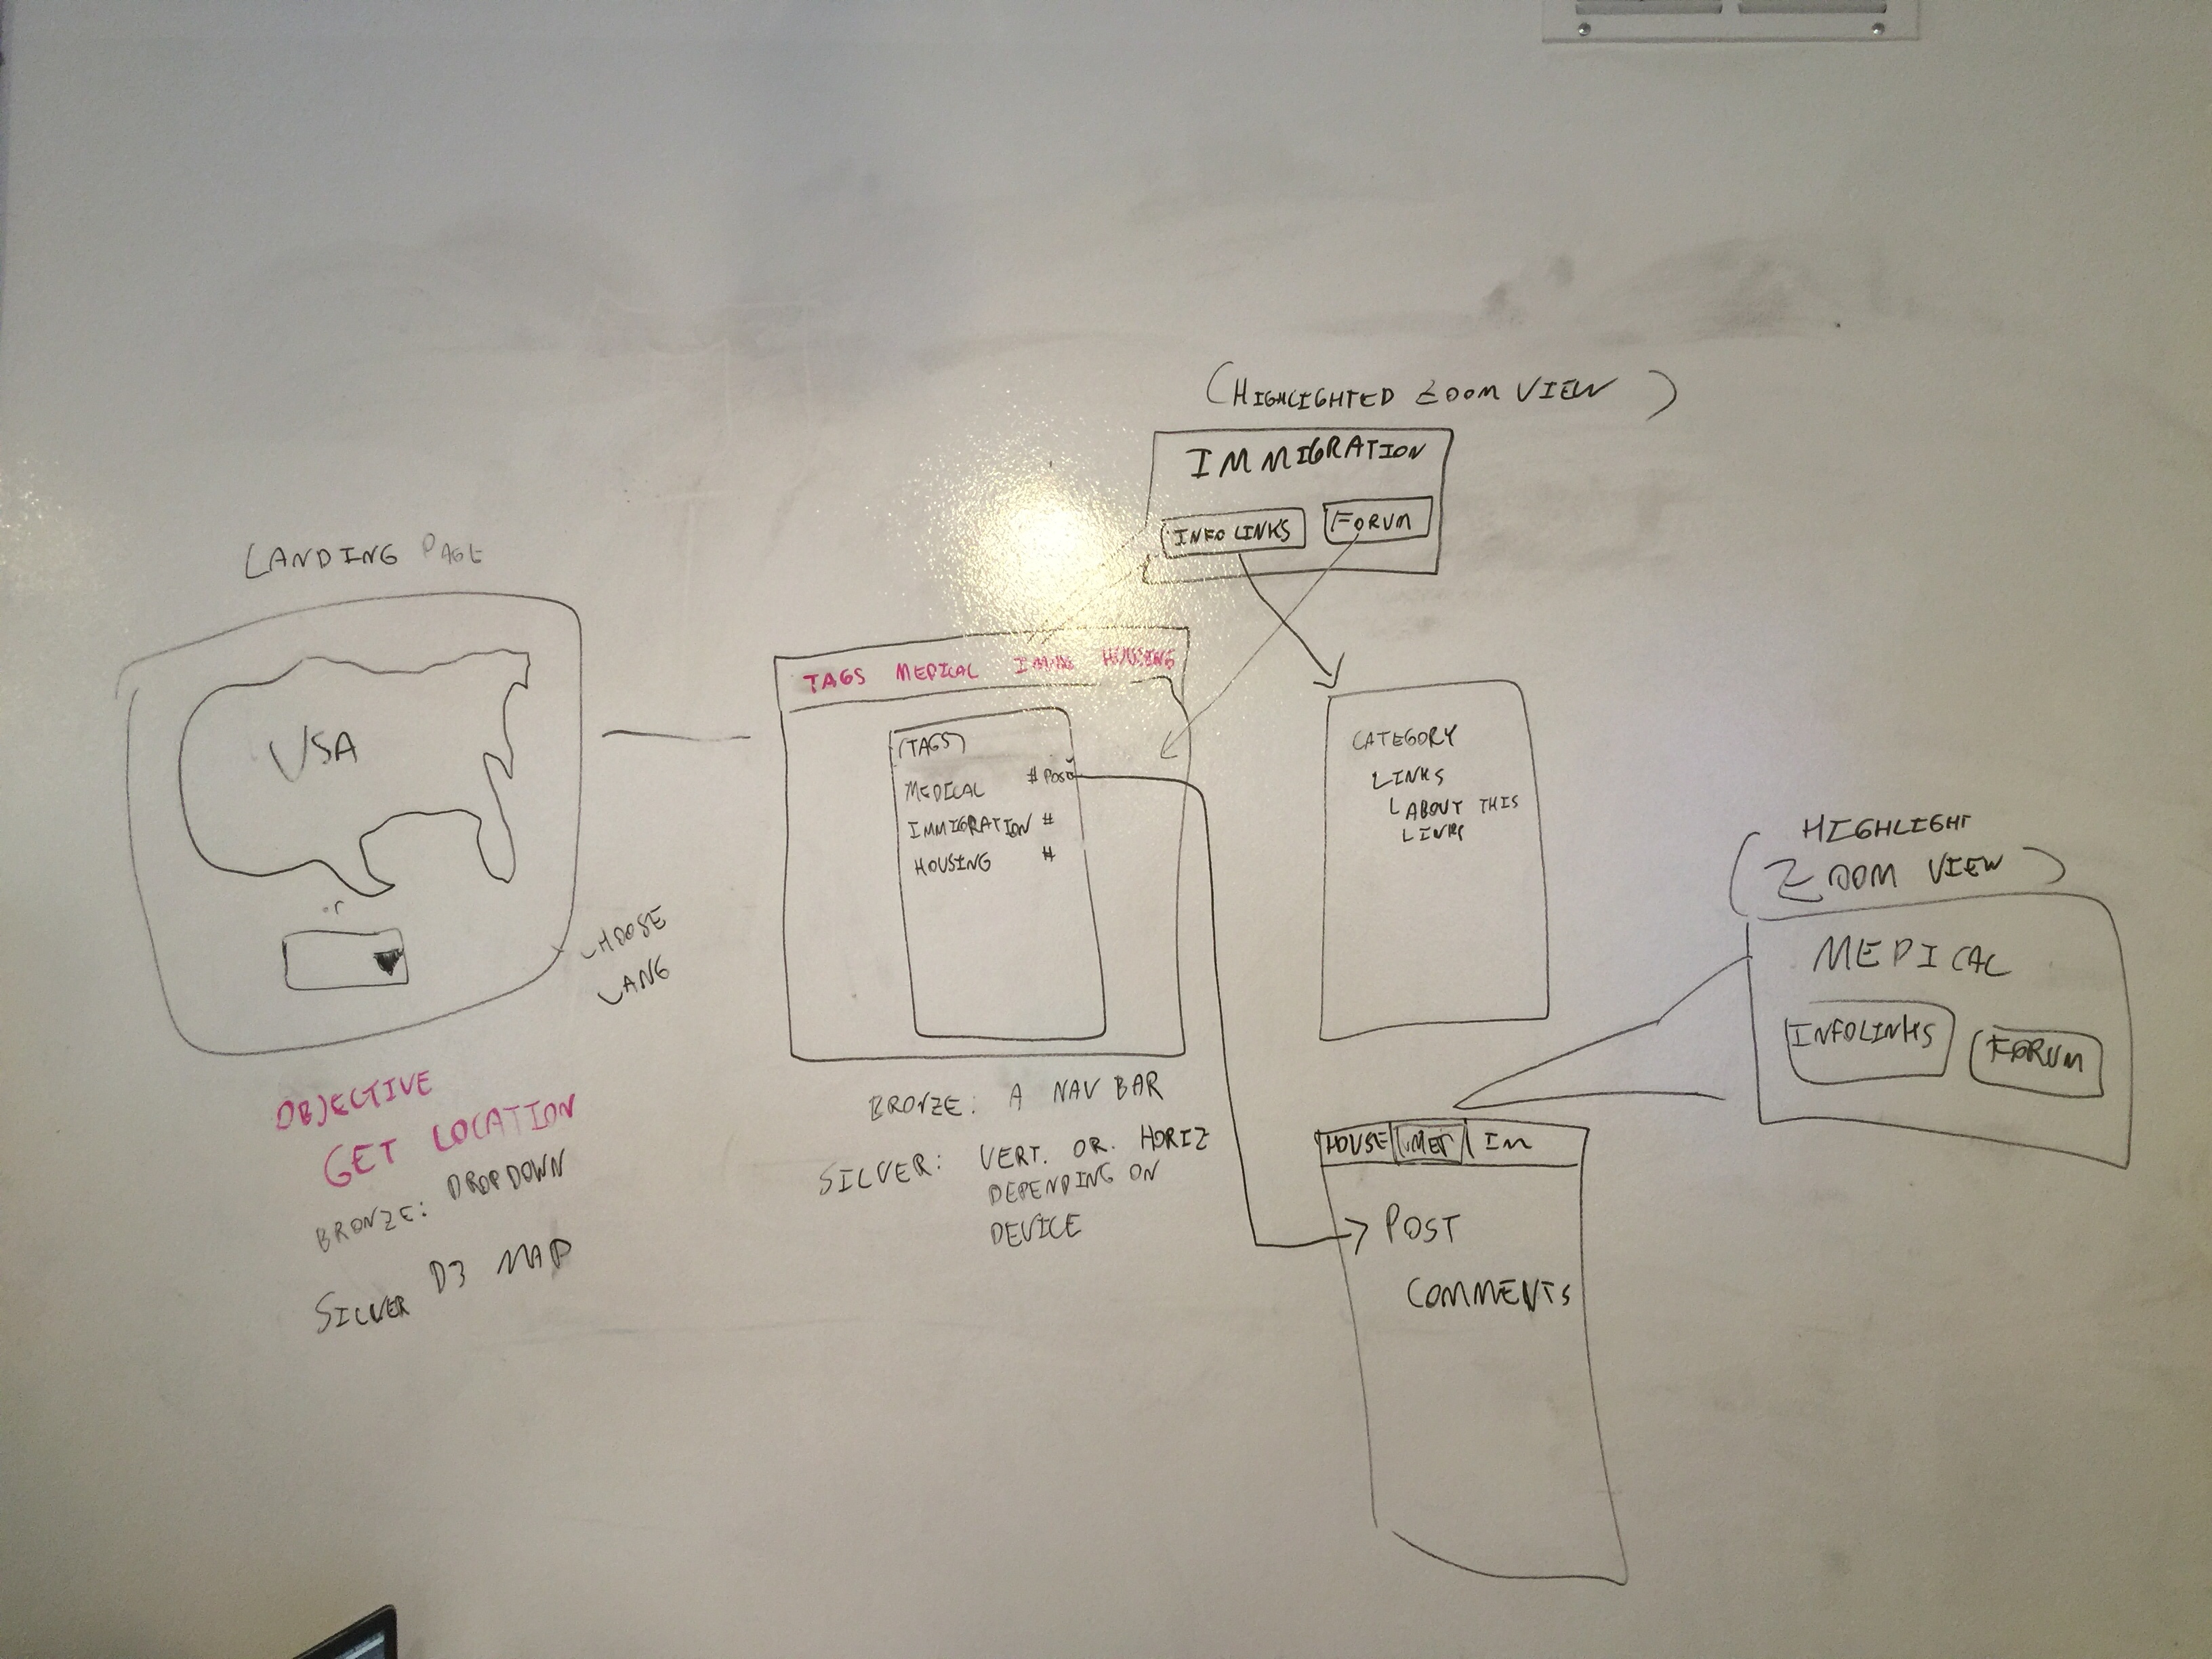 (HIGHLIGHTED ZOOM VIEW)
IMMIGRATION
INFO LINKS
FORUM
LANDING PAGE
USA
or
CHOOSE
LANG
OBJECTIVE
GET LOCATION
BRONZE: DROPDOWN
SILVER D3 MAP
TAGS MEDICAL IMMIG HOUSING
(TAGS)
MEDICAL # POST
IMMIGRATION #
HOUSING #
BRONZE: A NAV BAR
SILVER: VERT. OR. HORIZ
DEPENDING ON
DEVICE
CATEGORY
LINKS
ABOUT THIS
LINK
(HIGHLIGHT
ZOOM VIEW)
MEDICAL
INFOLINKS
FORUM
HOUSE MED IM
POST
COMMENTS